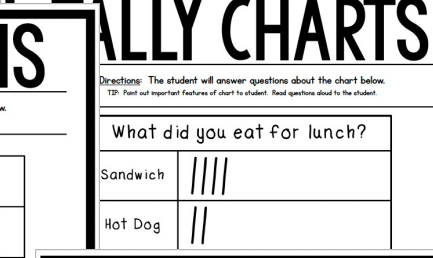 ALLY CHARTS
Directions: The student will answer questions about the chart below.
TIP: Point out important features of chart to student. Read questions aloud to the student.
What did you eat for lunch?
Sandwich
Hot Dog